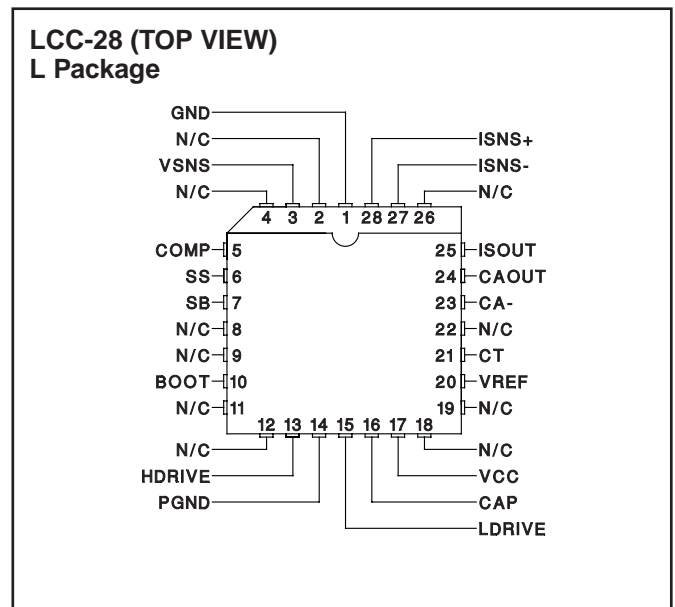 LCC-28 (TOP VIEW)
L Package
GND
N/C
VSNS
N/C
ISNS+
ISNS-
N/C
4 3 2 1 28 27 26
COMP 5
SS 6
SB 7
N/C 8
N/C 9
BOOT 10
N/C 11
25 ISOUT
24 CAOUT
23 CA-
22 N/C
21 CT
20 VREF
19 N/C
12 13 14 15 16 17 18
N/C
HDRIVE
PGND
N/C
VCC
CAP
LDRIVE